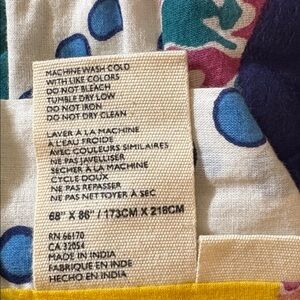 MACHINE WASH COLD
WITH LIKE COLORS
DO NOT BLEACH
TUMBLE DRY LOW
DO NOT IRON
DO NOT DRY CLEAN
LAVER À LA MACHINE
À L'EAU FROIDE
AVEC COULEURS SIMILAIRES
NE PAS JAVELLISER
SÉCHER À LA MACHINE
CYCLE DOUX
NE PAS REPASSER
NE PAS NETTOYER À SEC
68" X 86" / 173CM X 218CM
RN 66170
CA 32054
MADE IN INDIA
FABRIQUE EN INDE
HECHO EN INDIA